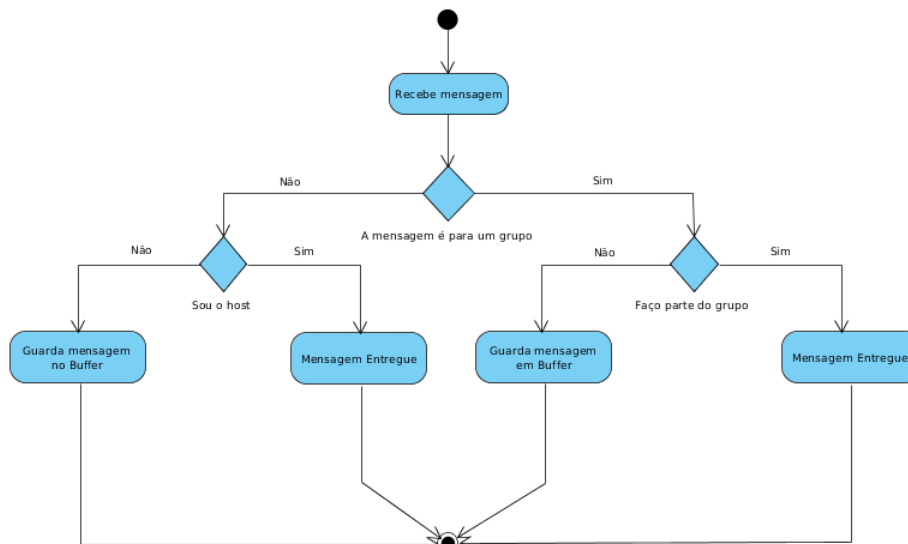 Recebe mensagem
Não
Sim
A mensagem é para um grupo
Não
Sim
Não
Sim
Sou o host
Faço parte do grupo
Guarda mensagem
no Buffer
Mensagem Entregue
Guarda mensagem
em Buffer
Mensagem Entregue